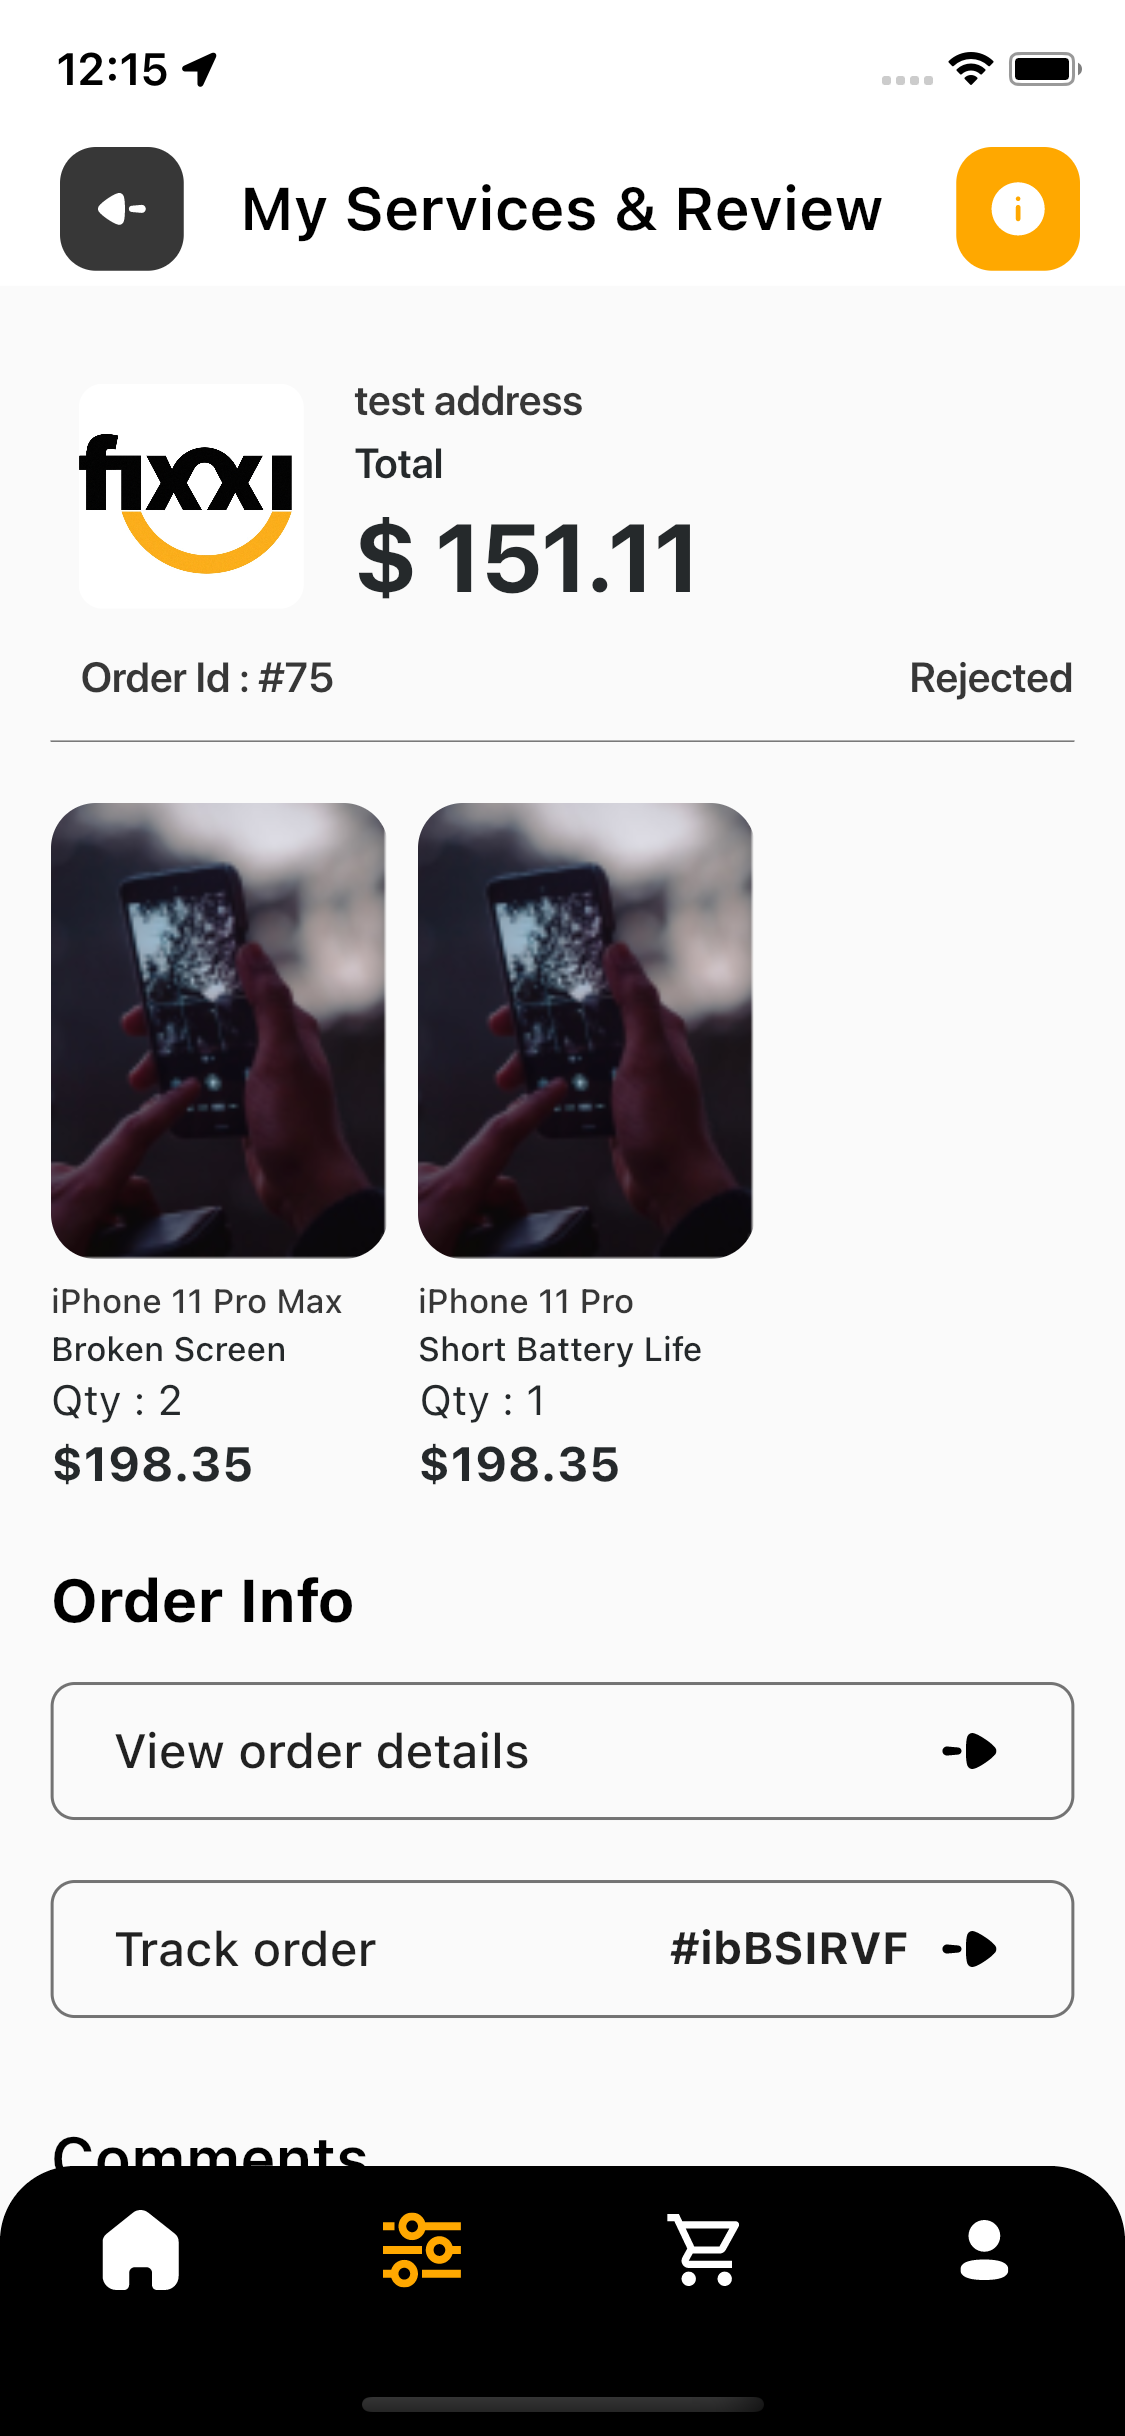 12:15
My Services & Review
fixxi
test address
Total
$ 151.11
Order Id : #75
Rejected
iPhone 11 Pro Max
Broken Screen
Qty : 2
$198.35
iPhone 11 Pro
Short Battery Life
Qty : 1
$198.35
Order Info
View order details
Track order
#ibBSIRVF
Comments